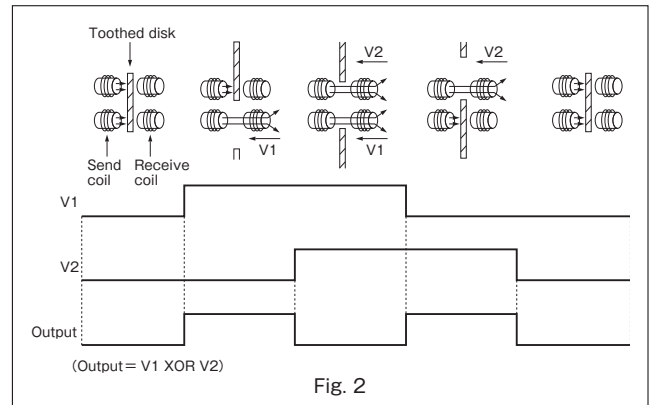 Toothed disk
V2
V2
V1
V1
Send
coil
Receive
coil
V1
V2
Output
(Output= V1 XOR V2)
Fig. 2